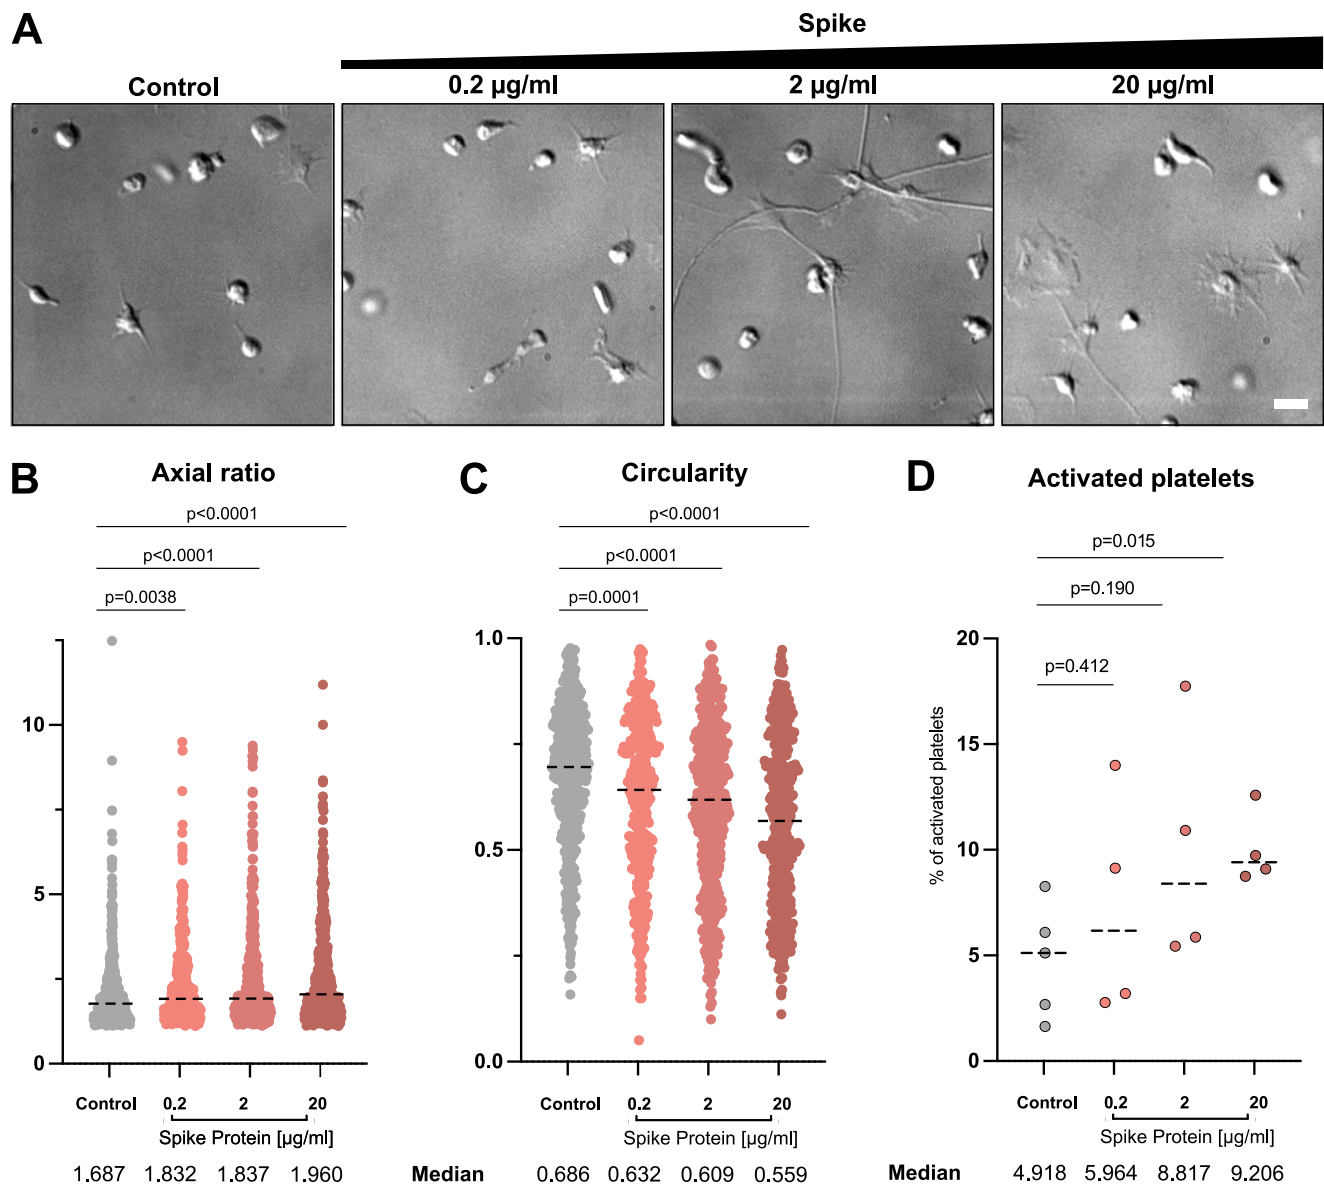 A
Spike
Control
0.2 µg/ml
2 µg/ml
20 µg/ml
B
Axial ratio
p<0.0001
p<0.0001
p=0.0038
10
5
0
Control
0.2
2
20
Spike Protein [µg/ml]
1.687
1.832
1.837
1.960
C
Circularity
p<0.0001
p<0.0001
p=0.0001
1.0
0.5
0.0
Control
0.2
2
20
Spike Protein [µg/ml]
Median
0.686
0.632
0.609
0.559
D
Activated platelets
p=0.015
p=0.190
p=0.412
% of activated platelets
20
15
10
5
0
Control
0.2
2
20
Spike Protein [µg/ml]
Median
4.918
5.964
8.817
9.206